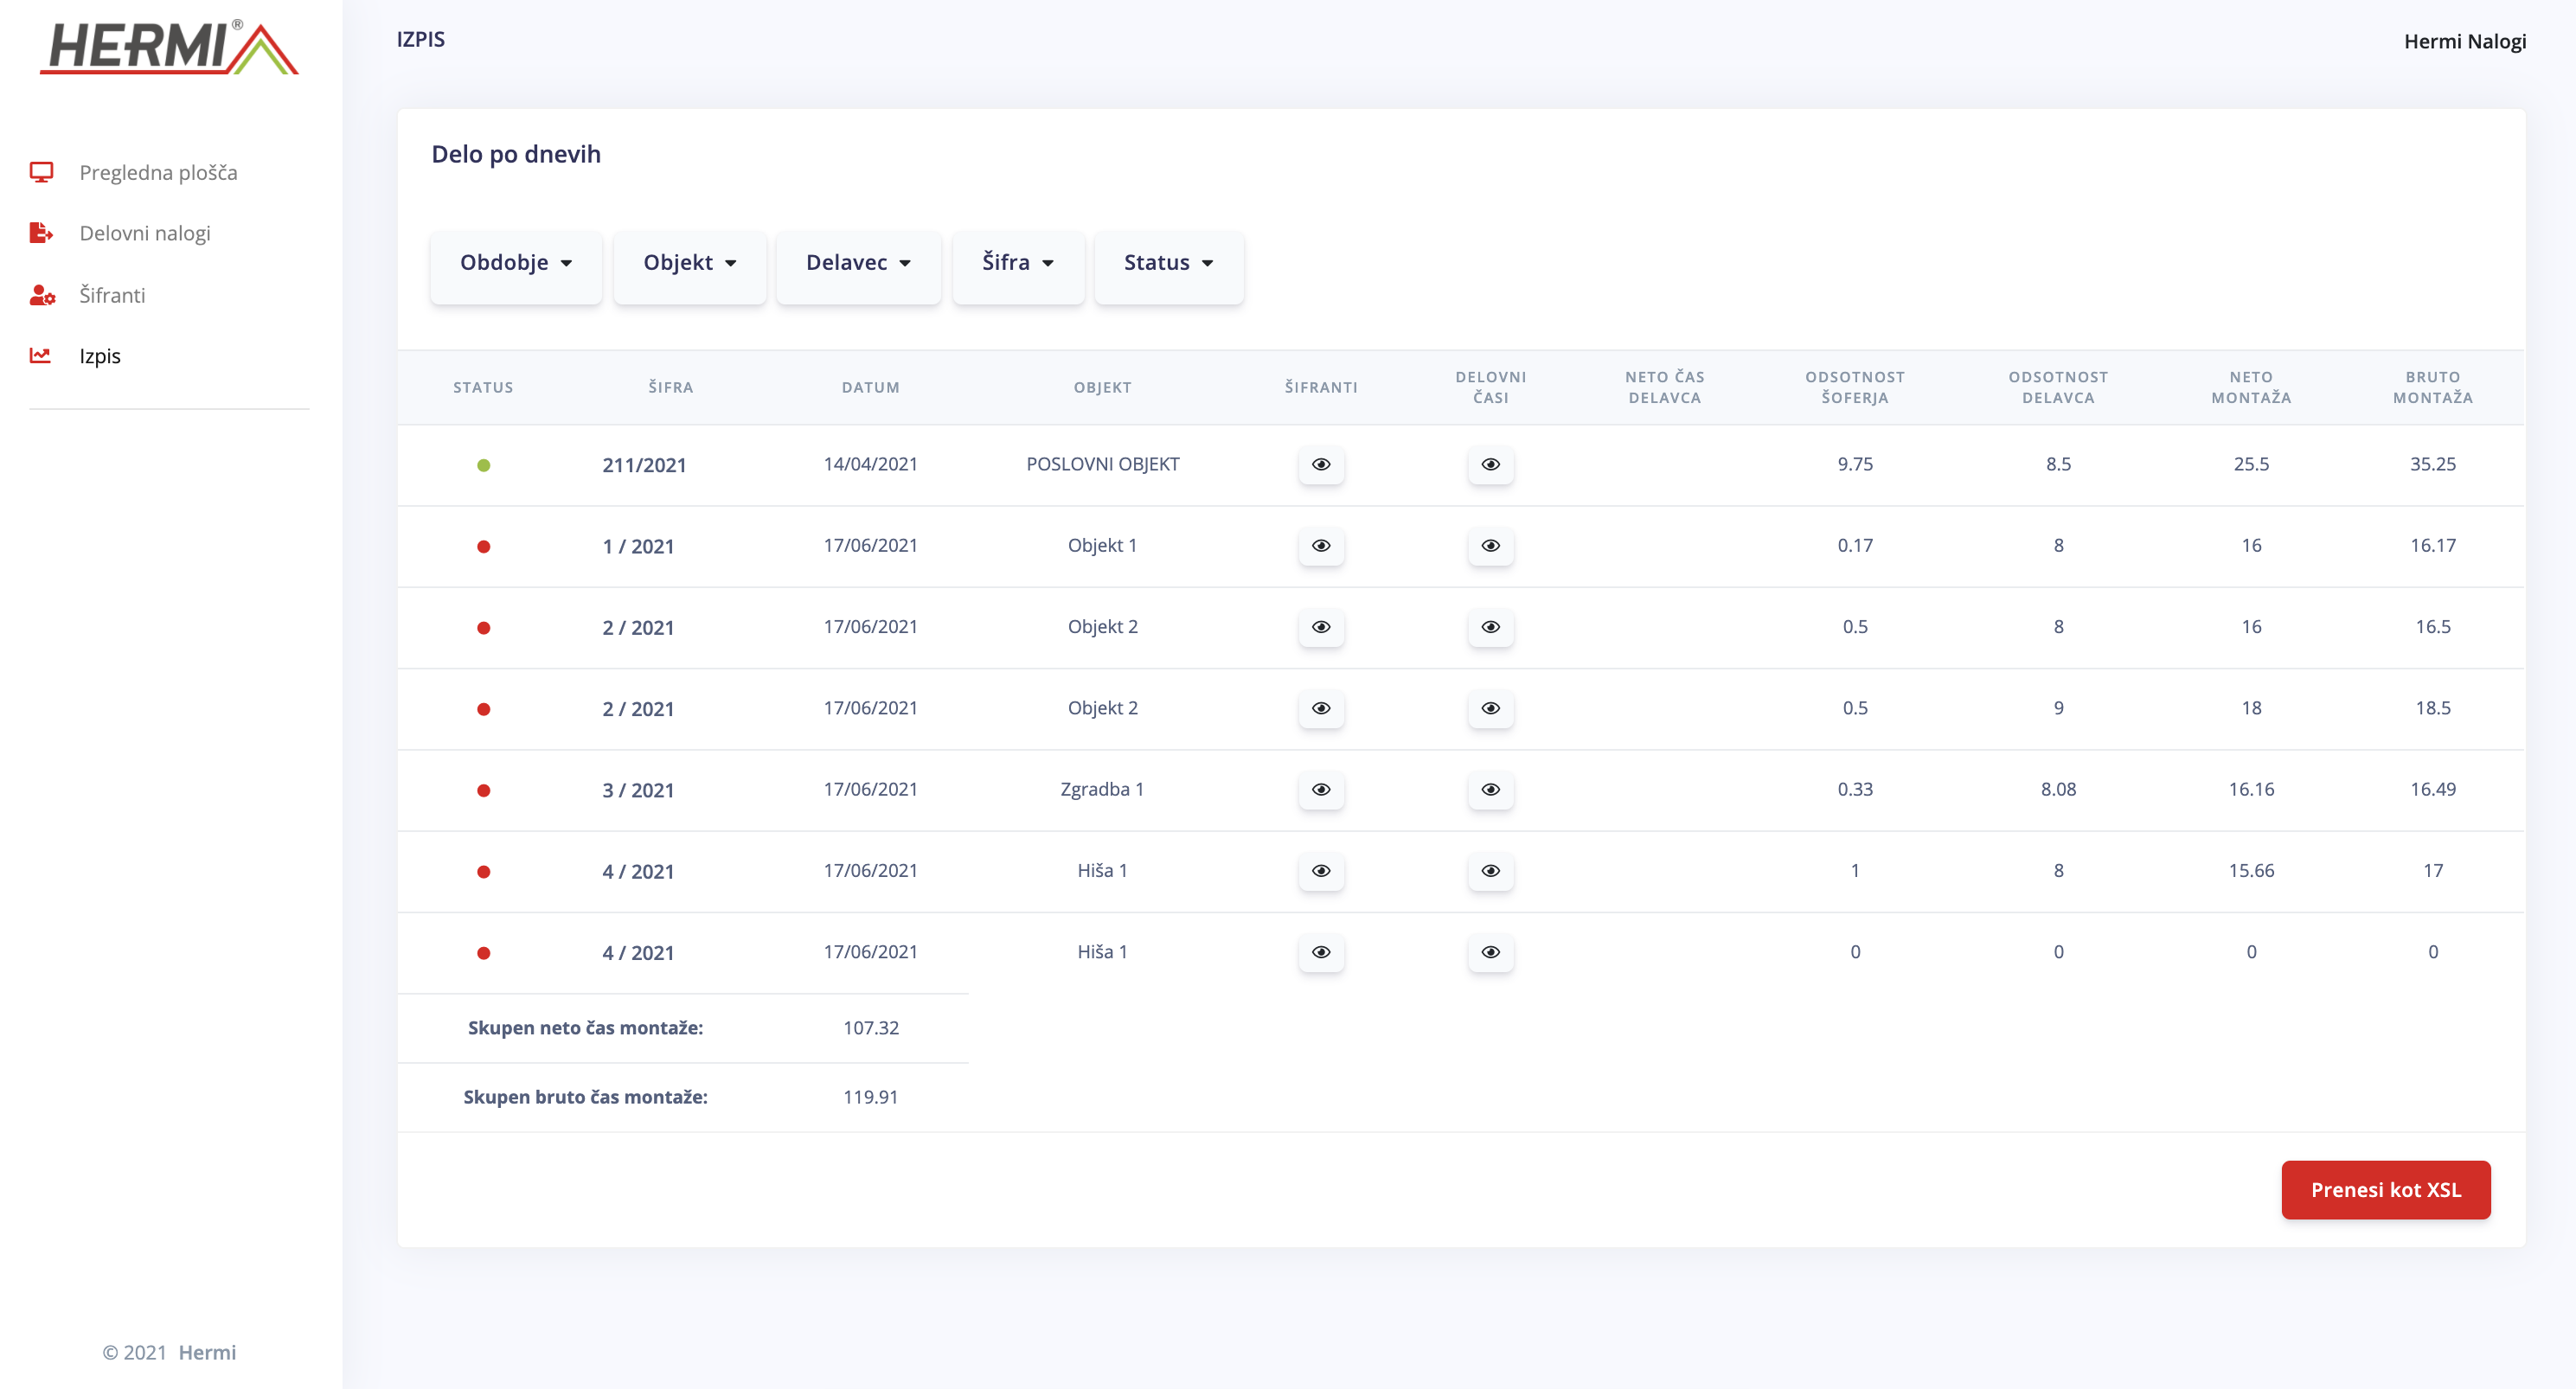 HERMI®
IZPIS
Hermi Nalogi
Pregledna plošča
Delovni nalogi
Šifranti
Izpis
Delo po dnevih
Obdobje
Objekt
Delavec
Šifra
Status
STATUS ŠIFRA DATUM OBJEKT ŠIFRANTI DELOVNI ČASI NETO ČAS DELAVCA ODSOTNOST ŠOFERJA ODSOTNOST DELAVCA NETO MONTAŽA BRUTO MONTAŽA
211/2021 14/04/2021 POSLOVNI OBJEKT 9.75 8.5 25.5 35.25
1 / 2021 17/06/2021 Objekt 1 0.17 8 16 16.17
2 / 2021 17/06/2021 Objekt 2 0.5 8 16 16.5
2 / 2021 17/06/2021 Objekt 2 0.5 9 18 18.5
3 / 2021 17/06/2021 Zgradba 1 0.33 8.08 16.16 16.49
4 / 2021 17/06/2021 Hiša 1 1 8 15.66 17
4 / 2021 17/06/2021 Hiša 1 0 0 0 0
Skupen neto čas montaže: 107.32
Skupen bruto čas montaže: 119.91
Prenesi kot XSL
© 2021 Hermi